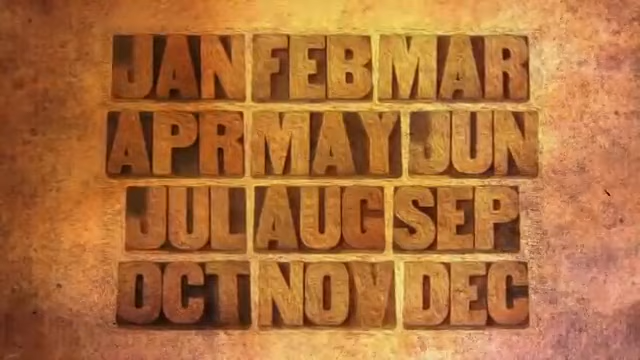 JAN FEB MAR
APR MAY JUN
JUL AUG SEP
OCT NOV DEC